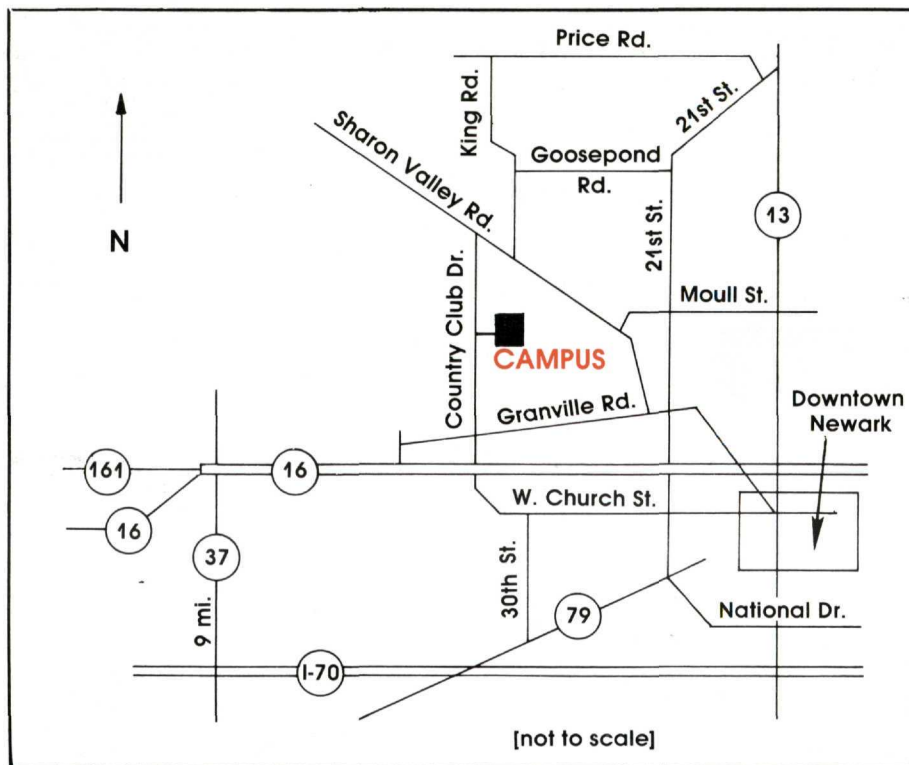 Price Rd.
King Rd.
21st St.
Sharon Valley Rd.
Goosepond
Rd.
N
13
21st St.
Country Club Dr.
Moull St.
CAMPUS
Granville Rd.
Downtown
Newark
161
16
16
W. Church St.
37
30th St.
9 mi.
79
National Dr.
I-70
[not to scale]